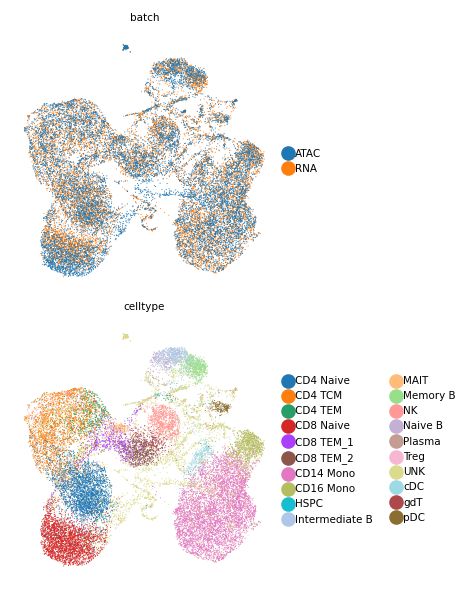 batch
ATAC
RNA
celltype
CD4 Naive
CD4 TCM
CD4 TEM
CD8 Naive
CD8 TEM_1
CD8 TEM_2
CD14 Mono
CD16 Mono
HSPC
Intermediate B
MAIT
Memory B
NK
Naive B
Plasma
Treg
UNK
cDC
gdT
pDC